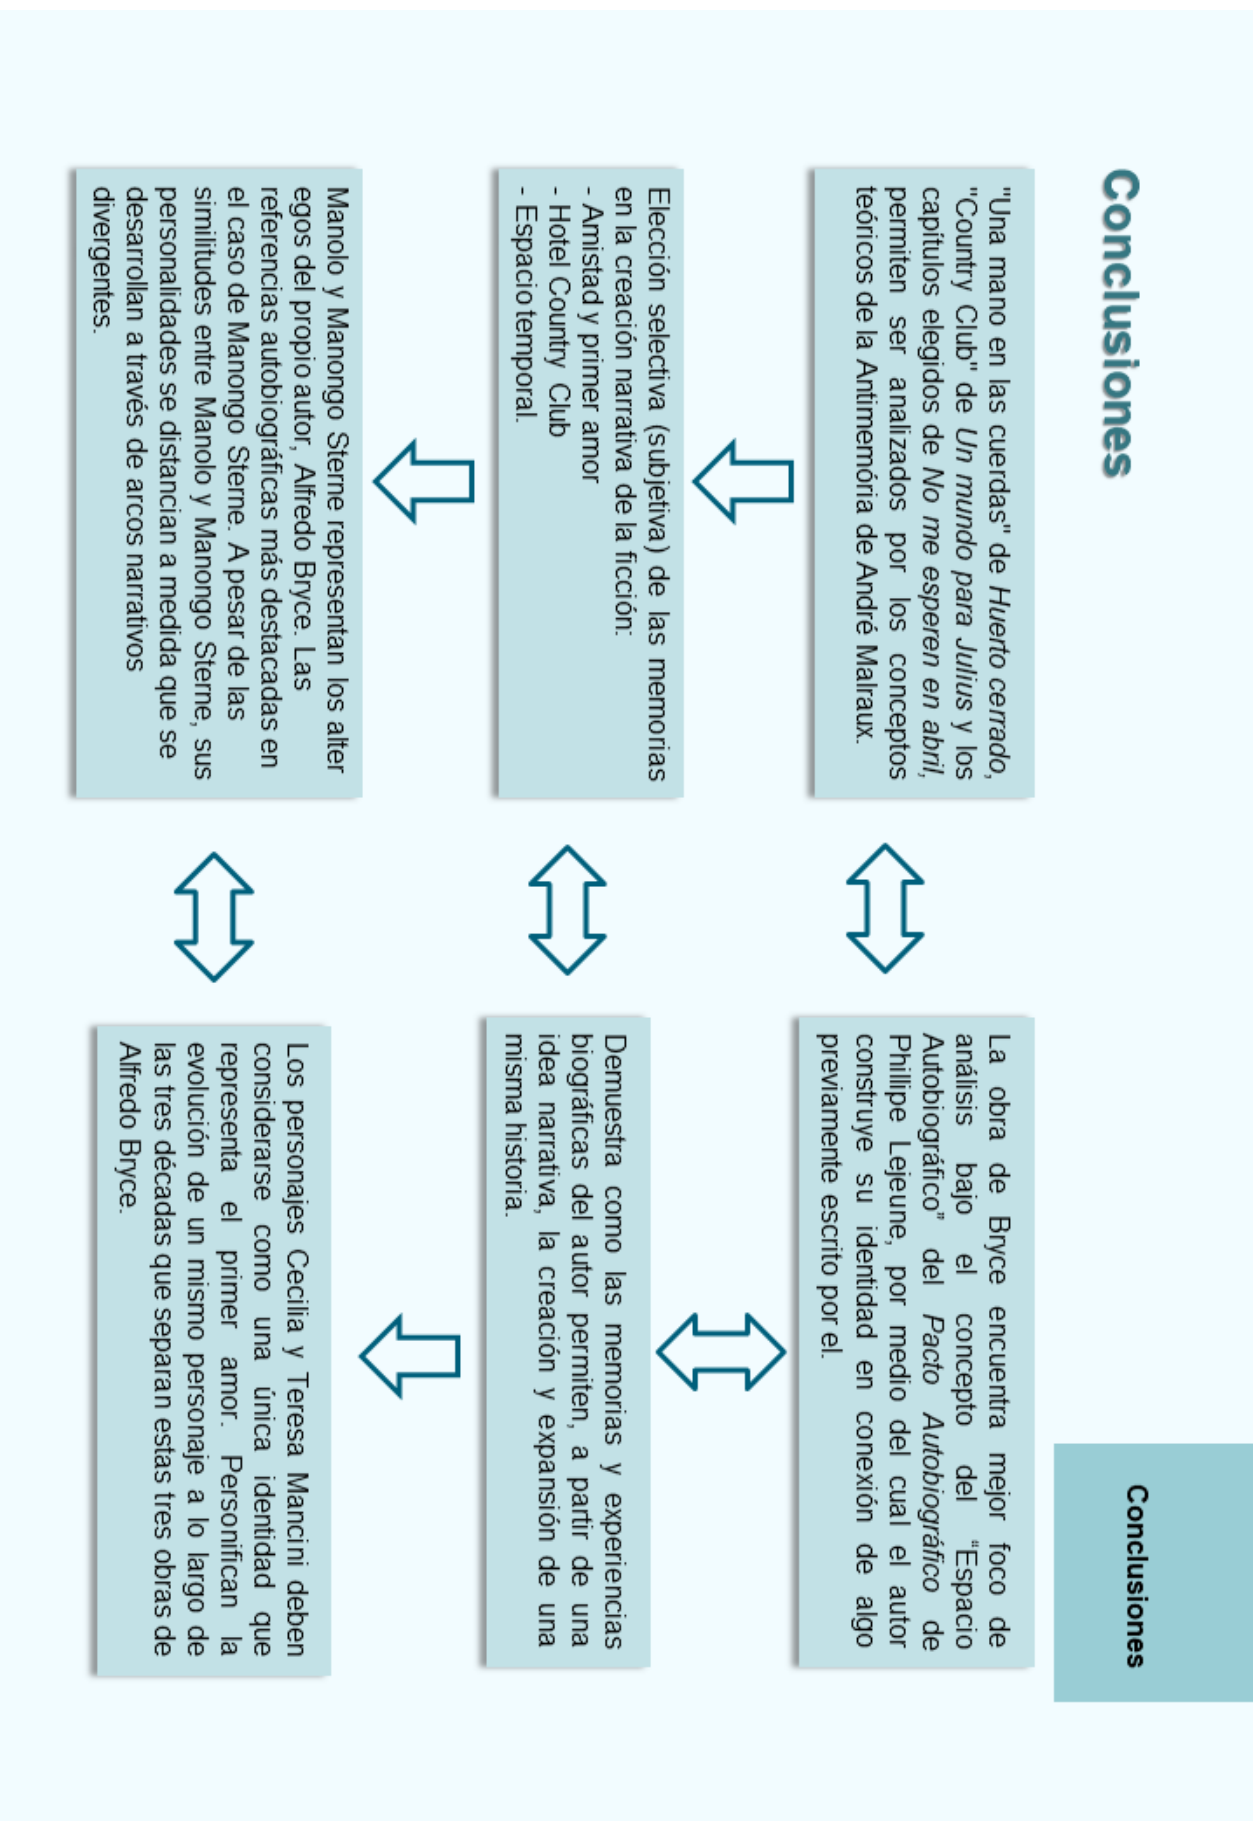 Conclusiones
Conclusiones
"Una mano en las cuerdas" de Huerto cerrado,
"Country Club" de Un mundo para Julius y los
capítulos elegidos de No me esperen en abril,
permiten ser analizados por los conceptos
teóricos de la Antimemória de André Malraux.
La obra de Bryce encuentra mejor foco de
análisis bajo el concepto del “Espacio
Autobiográfico” del Pacto Autobiográfico de
Phillipe Lejeune, por medio del cual el autor
construye su identidad en conexión de algo
previamente escrito por el.
Elección selectiva (subjetiva) de las memorias
en la creación narrativa de la ficción:
- Amistad y primer amor
- Hotel Country Club
- Espacio temporal.
Demuestra como las memorias y experiencias
biográficas del autor permiten, a partir de una
idea narrativa, la creación y expansión de una
misma historia.
Manolo y Manongo Sterne representan los alter
egos del propio autor, Alfredo Bryce. Las
referencias autobiográficas más destacadas en
el caso de Manongo Sterne. A pesar de las
similitudes entre Manolo y Manongo Sterne, sus
personalidades se distancian a medida que se
desarrollan a través de arcos narrativos
divergentes.
Los personajes Cecilia y Teresa Mancini deben
considerarse como una única identidad que
representa el primer amor. Personifican la
evolución de un mismo personaje a lo largo de
las tres décadas que separan estas tres obras de
Alfredo Bryce.